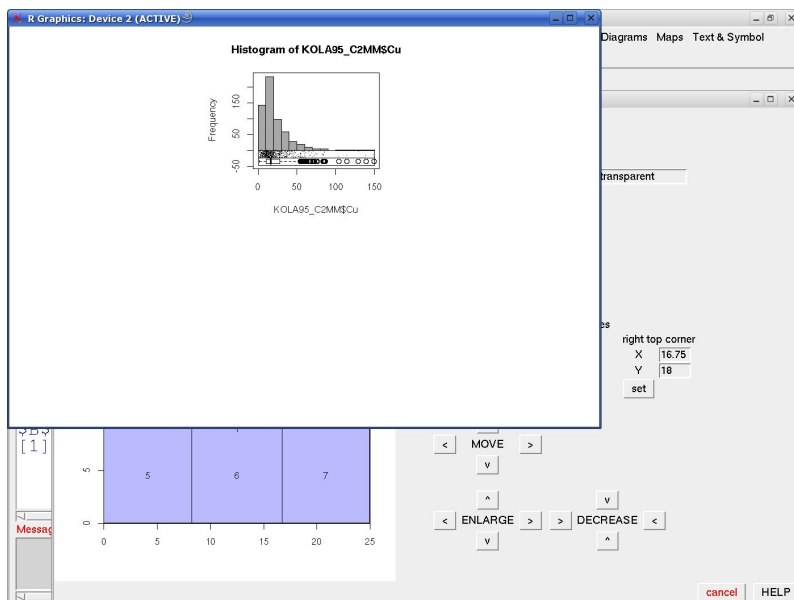 R Graphics: Device 2 (ACTIVE)
Diagrams Maps Text & Symbol
Histogram of KOLA95_C2MM$Cu
Frequency
150
50
-50
0 50 100 150
KOLA95_C2MM$Cu
transparent
right top corner
X 16.75
Y 18
set
[1]
5
0
5 6 7
0 5 10 15 20 25
< MOVE >
v
^ v
< ENLARGE > > DECREASE <
v ^
Messag
cancel HELP